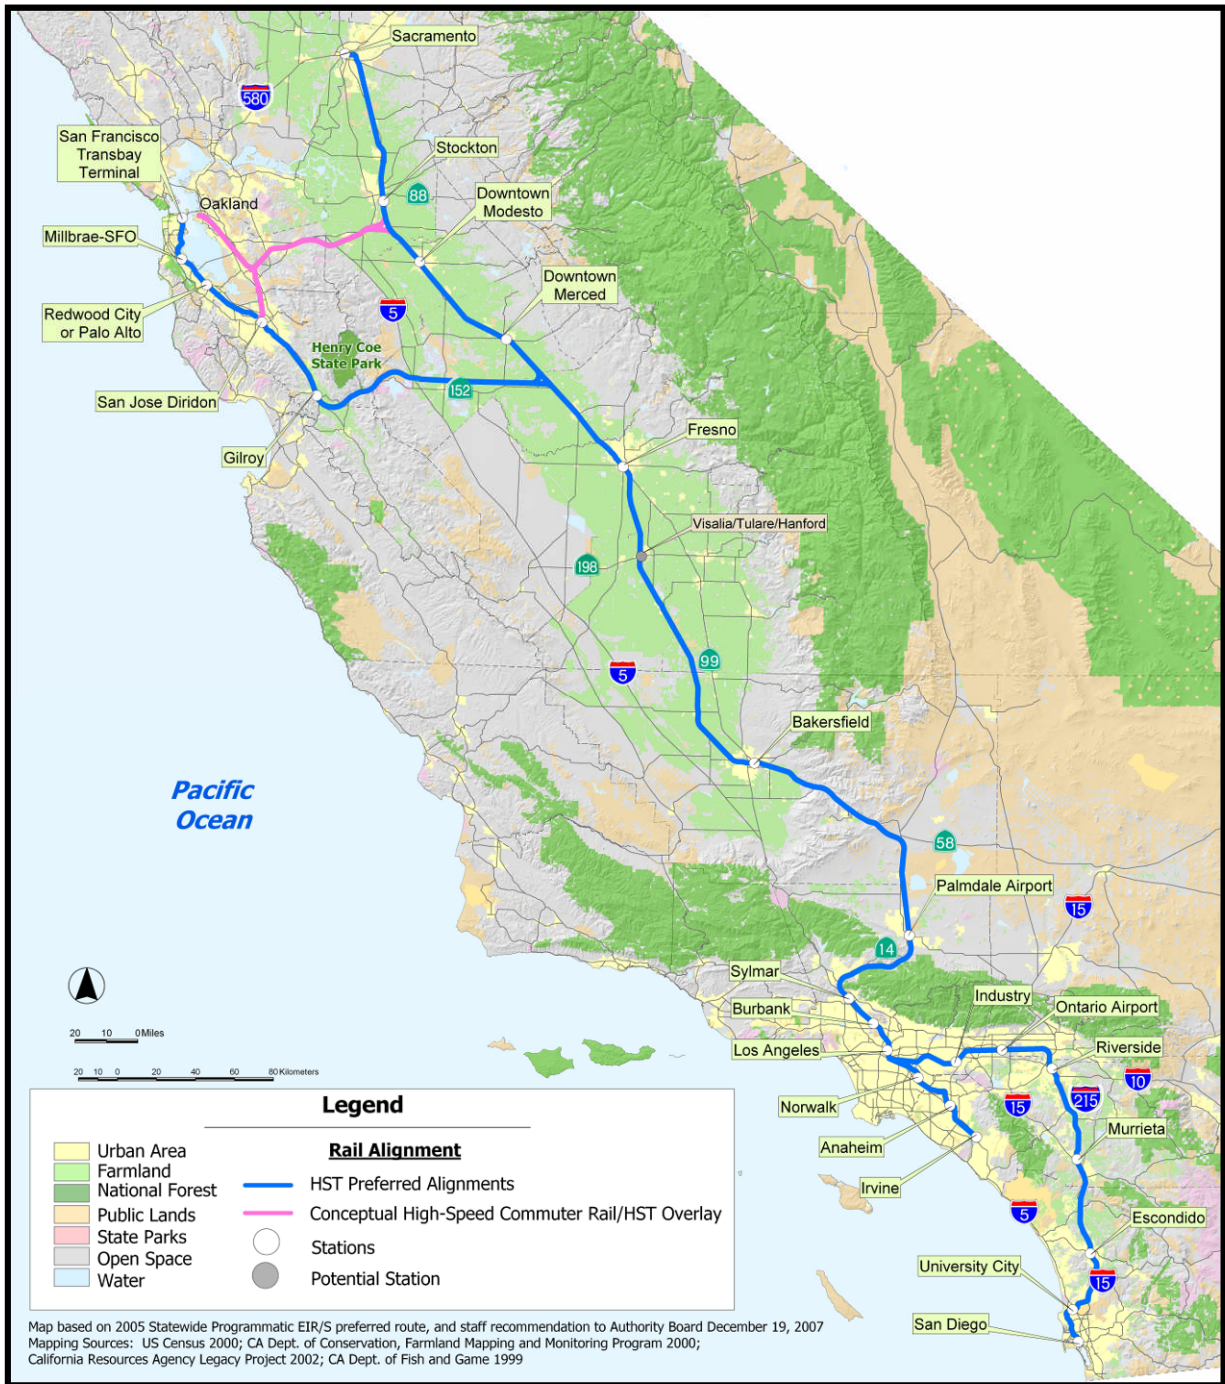 Sacramento
580
San Francisco
Transbay
Terminal
Stockton
88
Downtown
Modesto
Oakland
Millbrae-SFO
Downtown
Merced
Redwood City
or Palo Alto
5
Henry Coe
State Park
152
San Jose Diridon
Gilroy
Fresno
Visalia/Tulare/Hanford
198
99
5
Bakersfield
Pacific
Ocean
58
Palmdale Airport
15
14
Sylmar
Industry
Ontario Airport
Burbank
Los Angeles
Riverside
10
Norwalk
15
215
Anaheim
Murrieta
Irvine
5
Escondido
University City
15
San Diego
20 10 0 Miles
20 10 0 20 40 60 80 Kilometers
Legend
Urban Area
Farmland
National Forest
Public Lands
State Parks
Open Space
Water
Rail Alignment
HST Preferred Alignments
Conceptual High-Speed Commuter Rail/HST Overlay
Stations
Potential Station
Map based on 2005 Statewide Programmatic EIR/S preferred route, and staff recommendation to Authority Board December 19, 2007
Mapping Sources: US Census 2000; CA Dept. of Conservation, Farmland Mapping and Monitoring Program 2000;
California Resources Agency Legacy Project 2002; CA Dept. of Fish and Game 1999